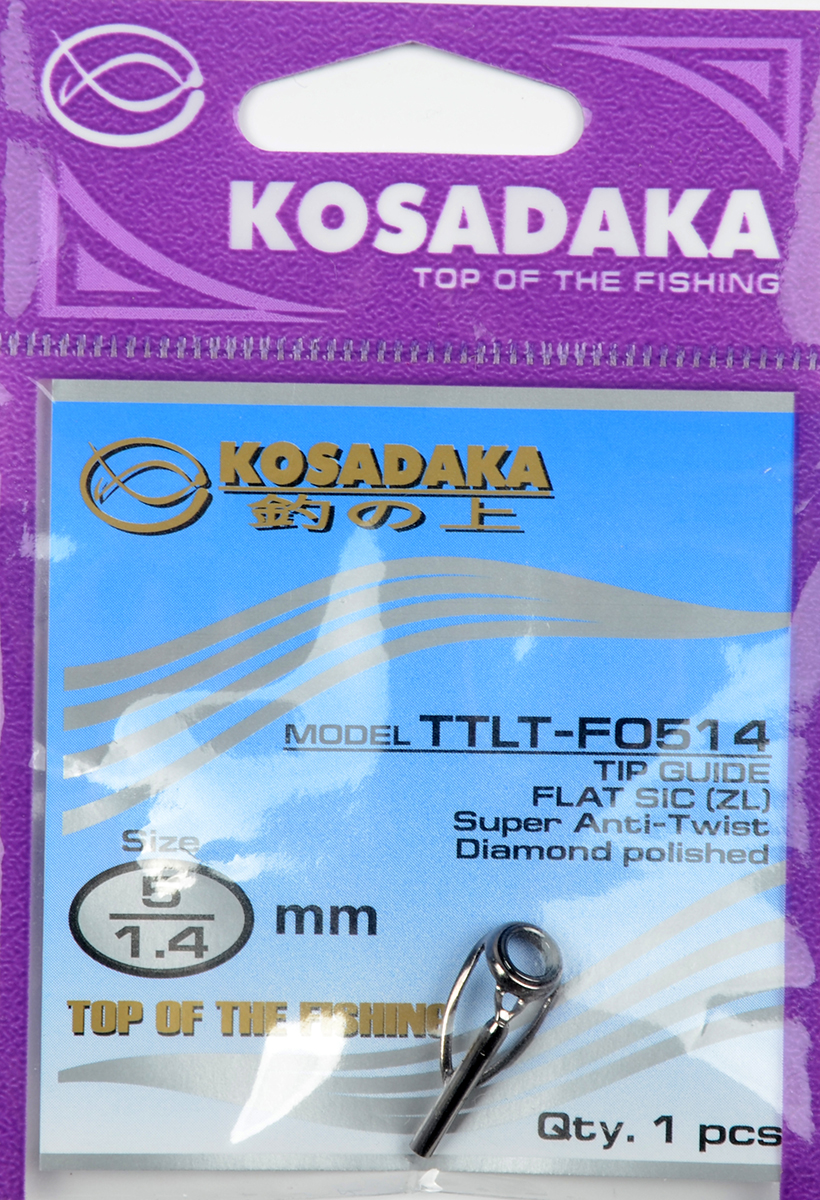 KOSADAKA
TOP OF THE FISHING
KOSADAKA
釣の上
MODEL TTLT-F0514
TIP GUIDE
FLAT SIC (ZL)
Super Anti-Twist
Diamond polished
Size
5
1.4
mm
TOP OF THE FISHING
Qty. 1 pcs